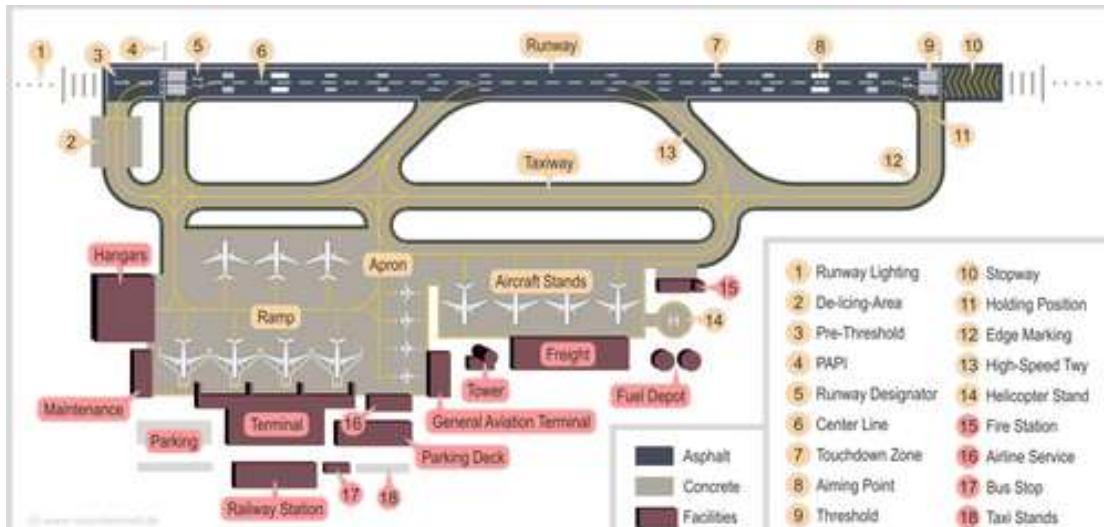 1
3
4
5
6
Runway
7
8
9
10
2
13
11
12
Taxiway
Hangars
Apron
Aircraft Stands
15
Ramp
14
Freight
Tower
Fuel Depot
Maintenance
16
General Aviation Terminal
Parking
Terminal
Parking Deck
17
18
Railway Station
Asphalt
Concrete
Facilities
1 Runway Lighting
2 De-Icing-Area
3 Pre-Threshold
4 PAPI
5 Runway Designator
6 Center Line
7 Touchdown Zone
8 Aiming Point
9 Threshold
10 Stopway
11 Holding Position
12 Edge Marking
13 High-Speed Twy
14 Helicopter Stand
15 Fire Station
16 Airline Service
17 Bus Stop
18 Taxi Stands
H